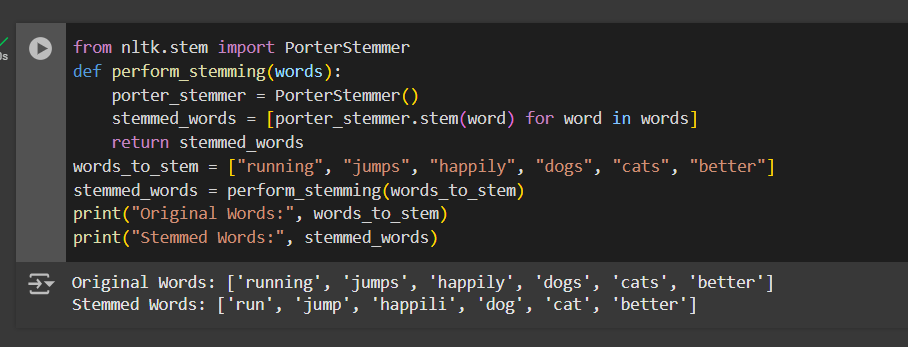 from nltk.stem import PorterStemmer
def perform_stemming(words):
    porter_stemmer = PorterStemmer()
    stemmed_words = [porter_stemmer.stem(word) for word in words]
    return stemmed_words
words_to_stem = ["running", "jumps", "happily", "dogs", "cats", "better"]
stemmed_words = perform_stemming(words_to_stem)
print("Original Words:", words_to_stem)
print("Stemmed Words:", stemmed_words)
Original Words: ['running', 'jumps', 'happily', 'dogs', 'cats', 'better']
Stemmed Words: ['run', 'jump', 'happili', 'dog', 'cat', 'better']